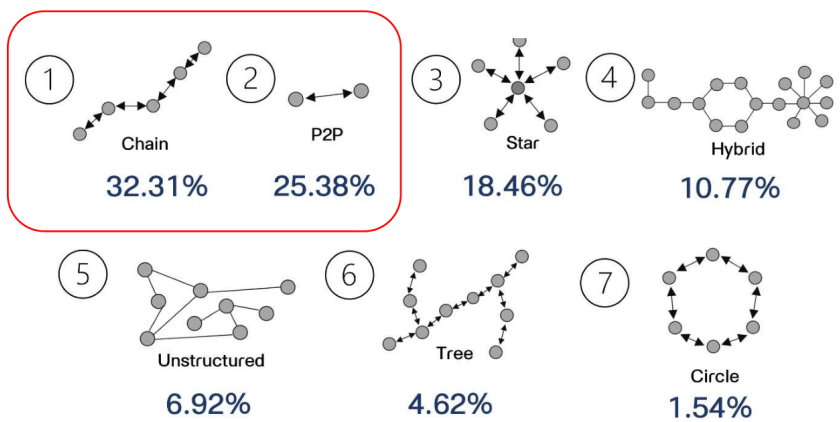 1
Chain
32.31%
2
P2P
25.38%
3
Star
18.46%
4
Hybrid
10.77%
5
Unstructured
6.92%
6
Tree
4.62%
7
Circle
1.54%